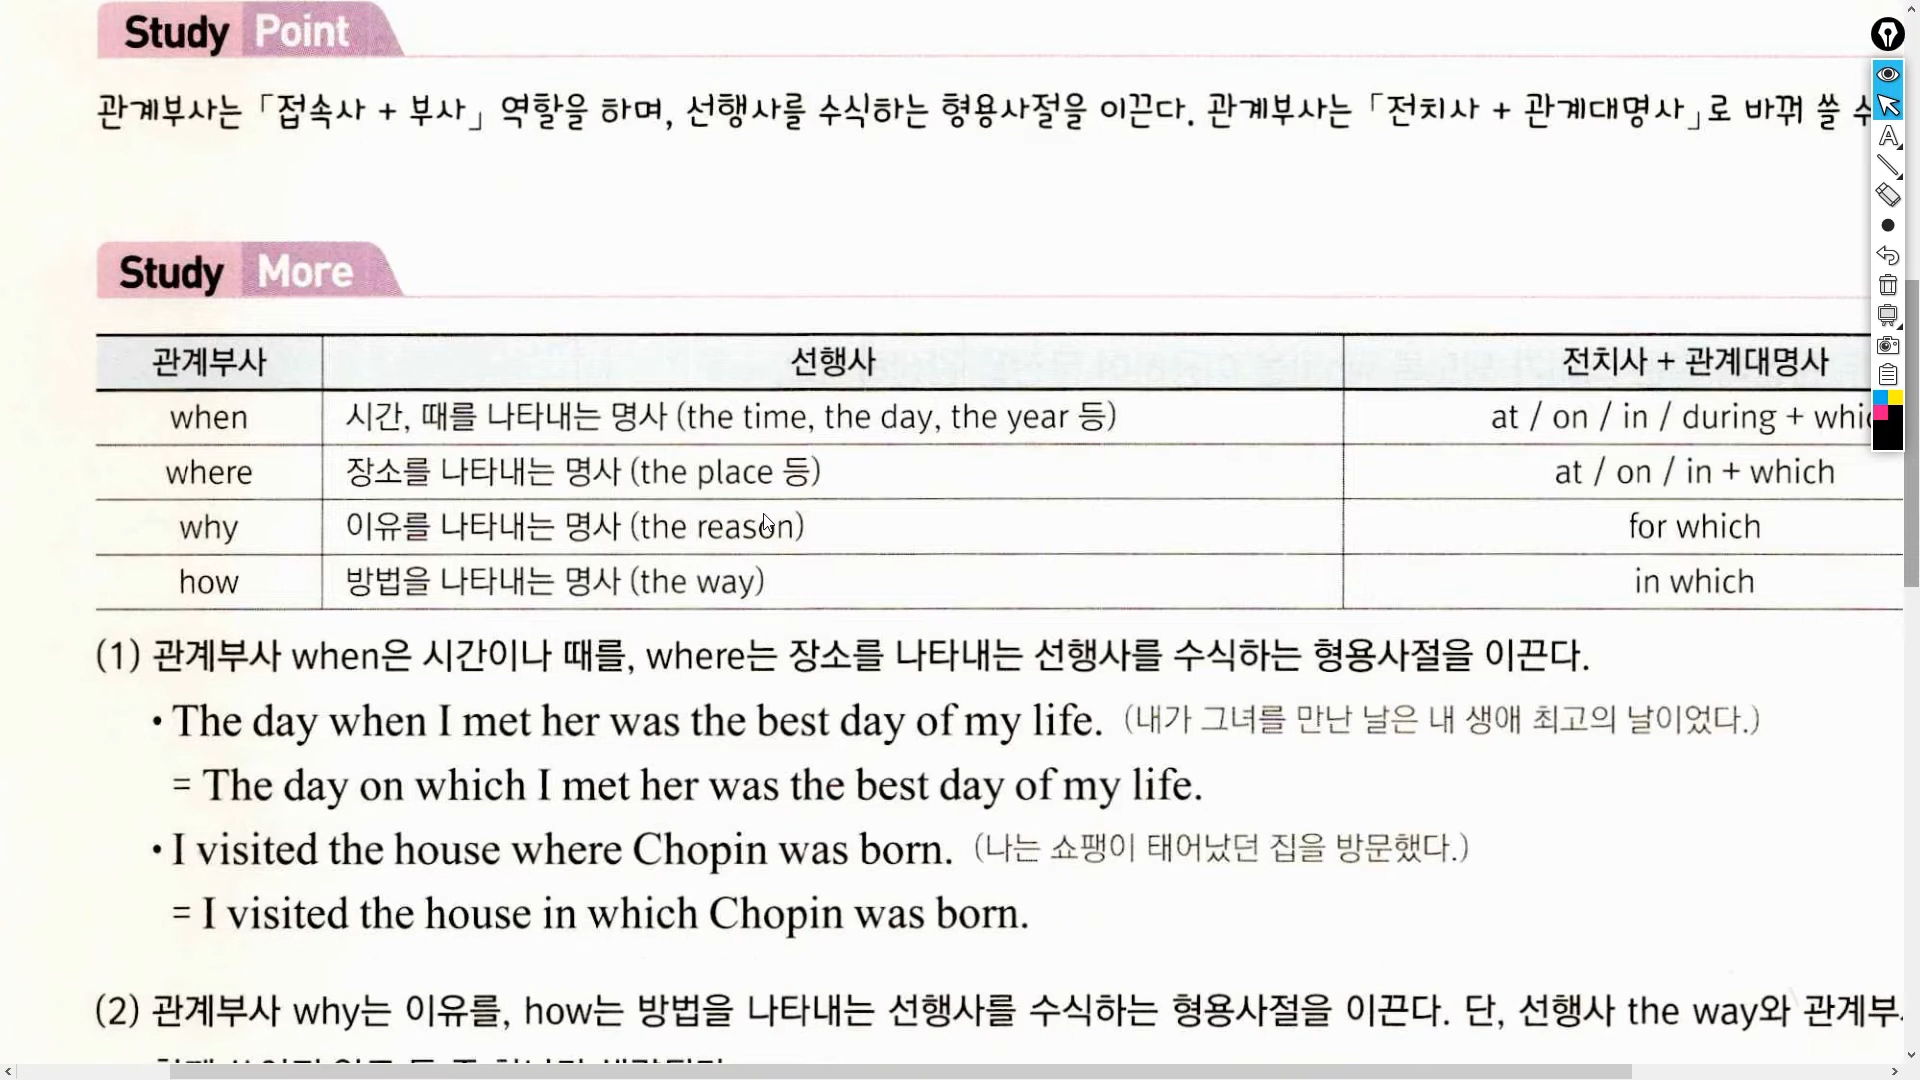 Study Point
관계부사는 「접속사 + 부사」 역할을 하며, 선행사를 수식하는 형용사절을 이끈다. 관계부사는 「전치사 + 관계대명사」로 바꿔 쓸 수
Study More
관계부사 선행사 전치사 + 관계대명사
when 시간, 때를 나타내는 명사 (the time, the day, the year 등) at / on / in / during + whic
where 장소를 나타내는 명사 (the place 등) at / on / in + which
why 이유를 나타내는 명사 (the reason) for which
how 방법을 나타내는 명사 (the way) in which
(1) 관계부사 when은 시간이나 때를, where는 장소를 나타내는 선행사를 수식하는 형용사절을 이끈다.
• The day when I met her was the best day of my life. (내가 그녀를 만난 날은 내 생애 최고의 날이었다.)
= The day on which I met her was the best day of my life.
• I visited the house where Chopin was born. (나는 쇼팽이 태어났던 집을 방문했다.)
= I visited the house in which Chopin was born.
(2) 관계부사 why는 이유를, how는 방법을 나타내는 선행사를 수식하는 형용사절을 이끈다. 단, 선행사 the way와 관계부